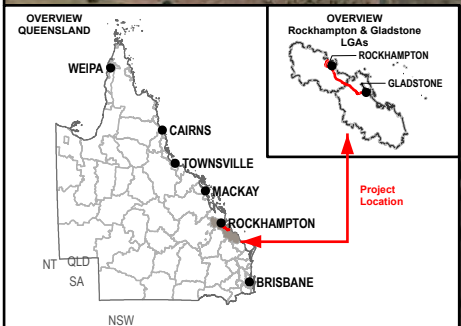 OVERVIEW
QUEENSLAND
WEIPA
CAIRNS
TOWNSVILLE
MACKAY
ROCKHAMPTON
BRISBANE
NT QLD
SA
NSW
OVERVIEW
Rockhampton & Gladstone
LGAs
ROCKHAMPTON
GLADSTONE
Project
Location